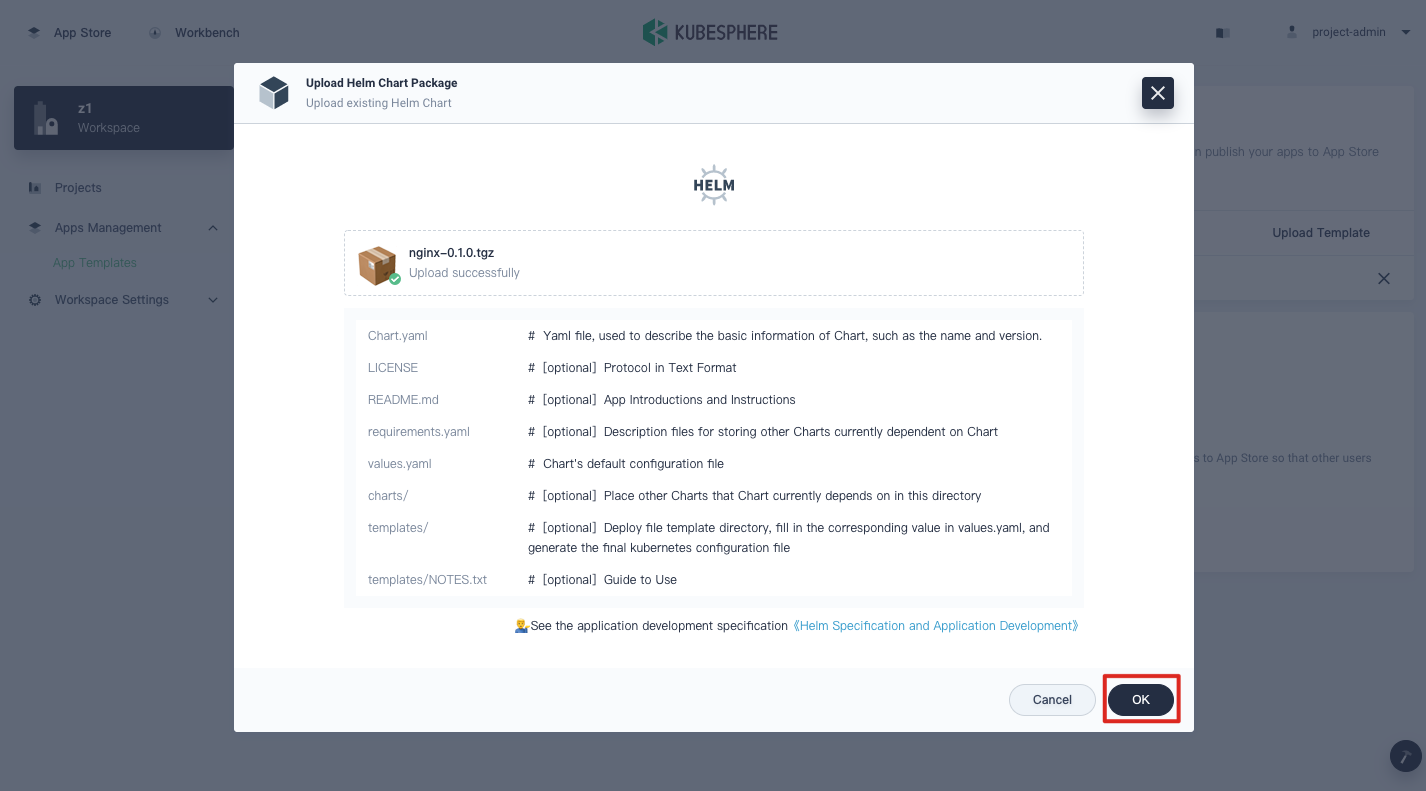 App Store
Workbench
KUBESPHERE
project-admin
Upload Helm Chart Package
Upload existing Helm Chart
z1
Workspace
Projects
Apps Management
App Templates
Workspace Settings
n publish your apps to App Store
Upload Template
s to App Store so that other users
HELM
nginx-0.1.0.tgz
Upload successfully
Chart.yaml # Yaml file, used to describe the basic information of Chart, such as the name and version.
LICENSE # [optional] Protocol in Text Format
README.md # [optional] App Introductions and Instructions
requirements.yaml # [optional] Description files for storing other Charts currently dependent on Chart
values.yaml # Chart's default configuration file
charts/ # [optional] Place other Charts that Chart currently depends on in this directory
templates/ # [optional] Deploy file template directory, fill in the corresponding value in values.yaml, and
generate the final kubernetes configuration file
templates/NOTES.txt # [optional] Guide to Use
See the application development specification 《Helm Specification and Application Development》
Cancel
OK